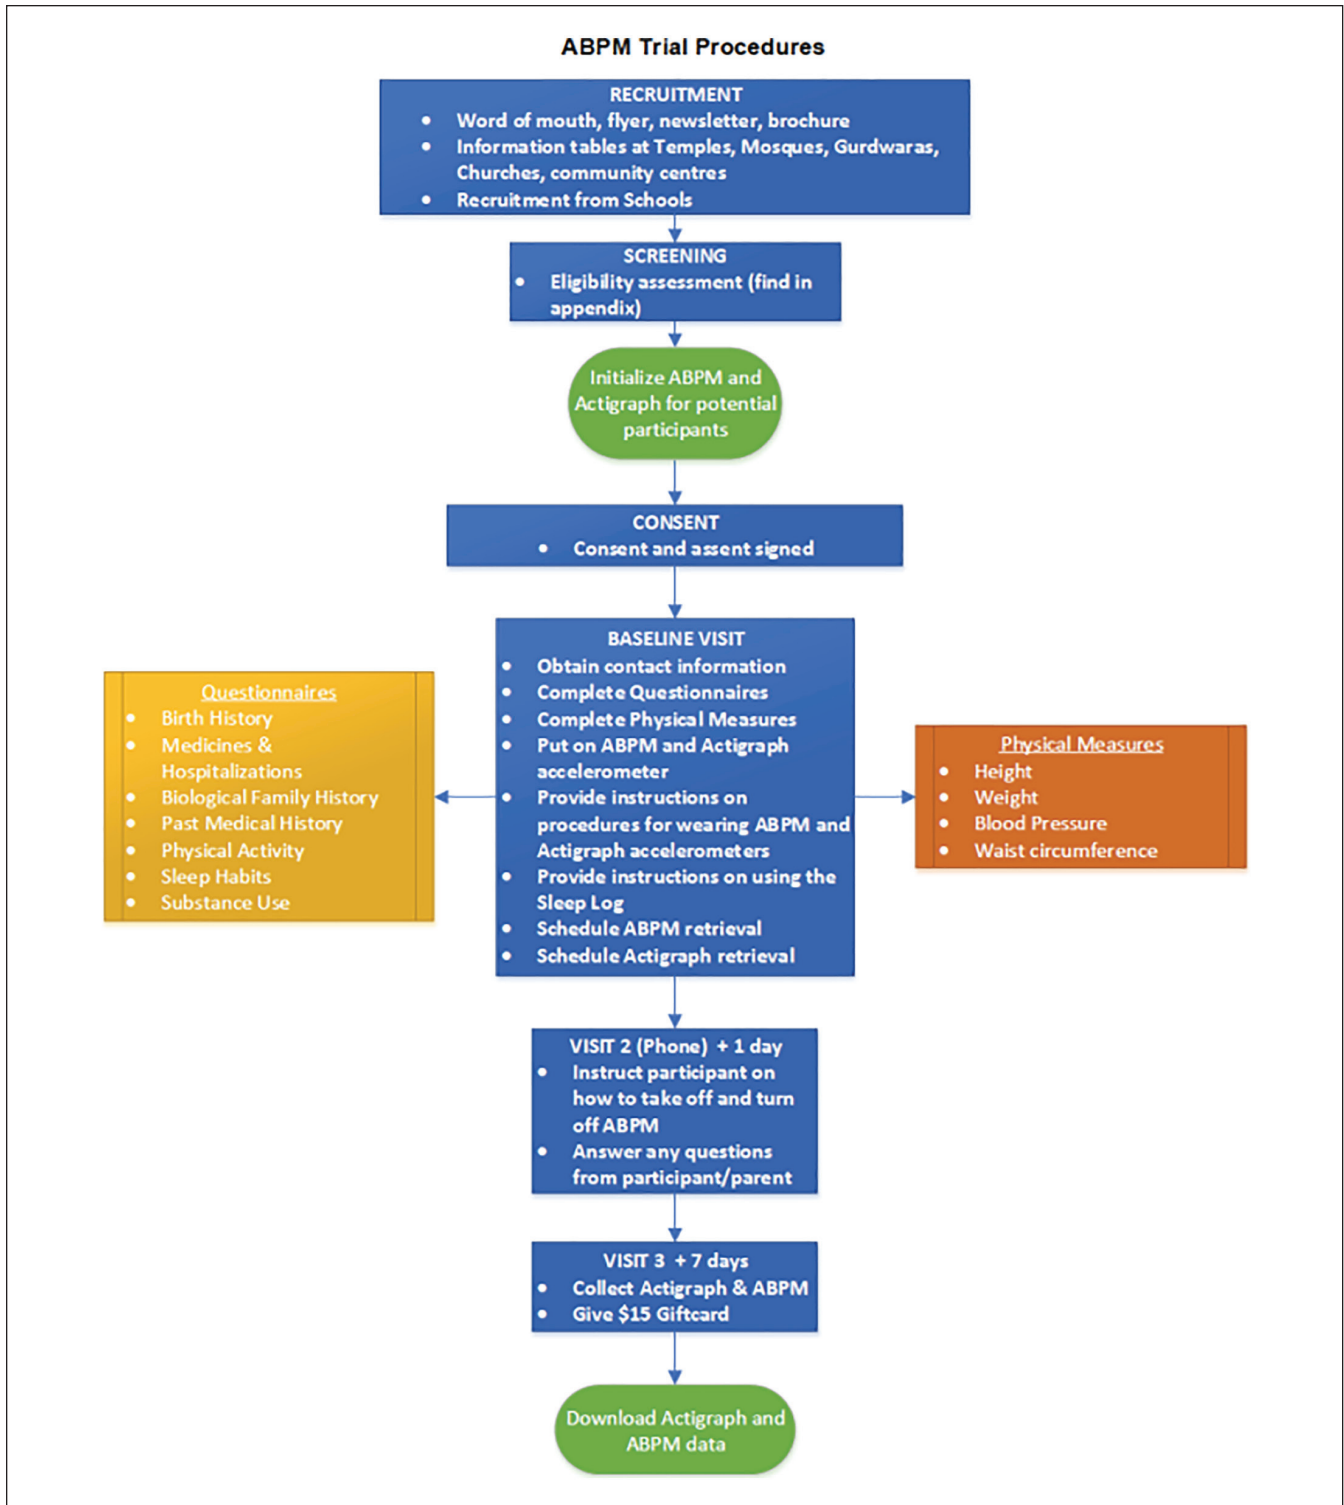 ABPM Trial Procedures
RECRUITMENT
• Word of mouth, flyer, newsletter, brochure
• Information tables at Temples, Mosques, Gurdwaras,
Churches, community centres
• Recruitment from Schools
SCREENING
• Eligibility assessment (find in
appendix)
Initialize ABPM and
Actigraph for potential
participants
CONSENT
• Consent and assent signed
BASELINE VISIT
• Obtain contact information
• Complete Questionnaires
• Complete Physical Measures
• Put on ABPM and Actigraph
accelerometer
• Provide instructions on
procedures for wearing ABPM and
Actigraph accelerometers
• Provide instructions on using the
Sleep Log
• Schedule ABPM retrieval
• Schedule Actigraph retrieval
Questionnaires
• Birth History
• Medicines &
Hospitalizations
• Biological Family History
• Past Medical History
• Physical Activity
• Sleep Habits
• Substance Use
Physical Measures
• Height
• Weight
• Blood Pressure
• Waist circumference
VISIT 2 (Phone) + 1 day
• Instruct participant on
how to take off and turn
off ABPM
• Answer any questions
from participant/parent
VISIT 3 + 7 days
• Collect Actigraph & ABPM
• Give $15 Giftcard
Download Actigraph and
ABPM data